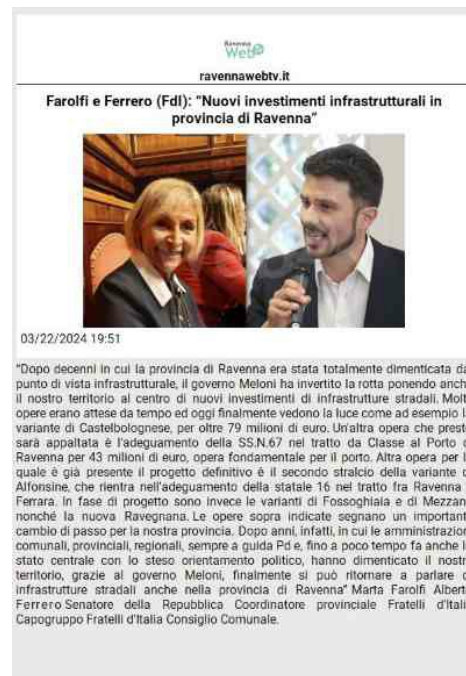 Ravenna
Web
ravennawebtv.it
Farolfi e Ferrero (FdI): "Nuovi investimenti infrastrutturali in
provincia di Ravenna"
03/22/2024 19:51
"Dopo decenni in cui la provincia di Ravenna era stata totalmente dimenticata da
punto di vista infrastrutturale, il governo Meloni ha invertito la rotta ponendo anch
il nostro territorio al centro di nuovi investimenti di infrastrutture stradali. Molt
opere erano attese da tempo ed oggi finalmente vedono la luce come ad esempio l
variante di Castelbolognese, per oltre 79 milioni di euro. Un'altra opera che prest
sarà appaltata è l'adeguamento della SS.N.67 nel tratto da Classe al Porto d
Ravenna per 43 milioni di euro, opera fondamentale per il porto. Altra opera per l
quale è già presente il progetto definitivo è il secondo stralcio della variante d
Alfonsine, che rientra nell'adeguamento della statale 16 nel tratto fra Ravenna
Ferrara. In fase di progetto sono invece le varianti di Fossoghiaia e di Mezzan
nonché la nuova Ravegnana. Le opere sopra indicate segnano un important
cambio di passo per la nostra provincia. Dopo anni, infatti, in cui le amministrazion
comunali, provinciali, regionali, sempre a guida Pd e, fino a poco tempo fa anche l
stato centrale con lo steso orientamento politico, hanno dimenticato il nostr
territorio, grazie al governo Meloni, finalmente si può ritornare a parlare d
infrastrutture stradali anche nella provincia di Ravenna" Marta Farolfi Albert
Ferrero Senatore della Repubblica Coordinatore provinciale Fratelli d'Itali
Capogruppo Fratelli d'Italia Consiglio Comunale.